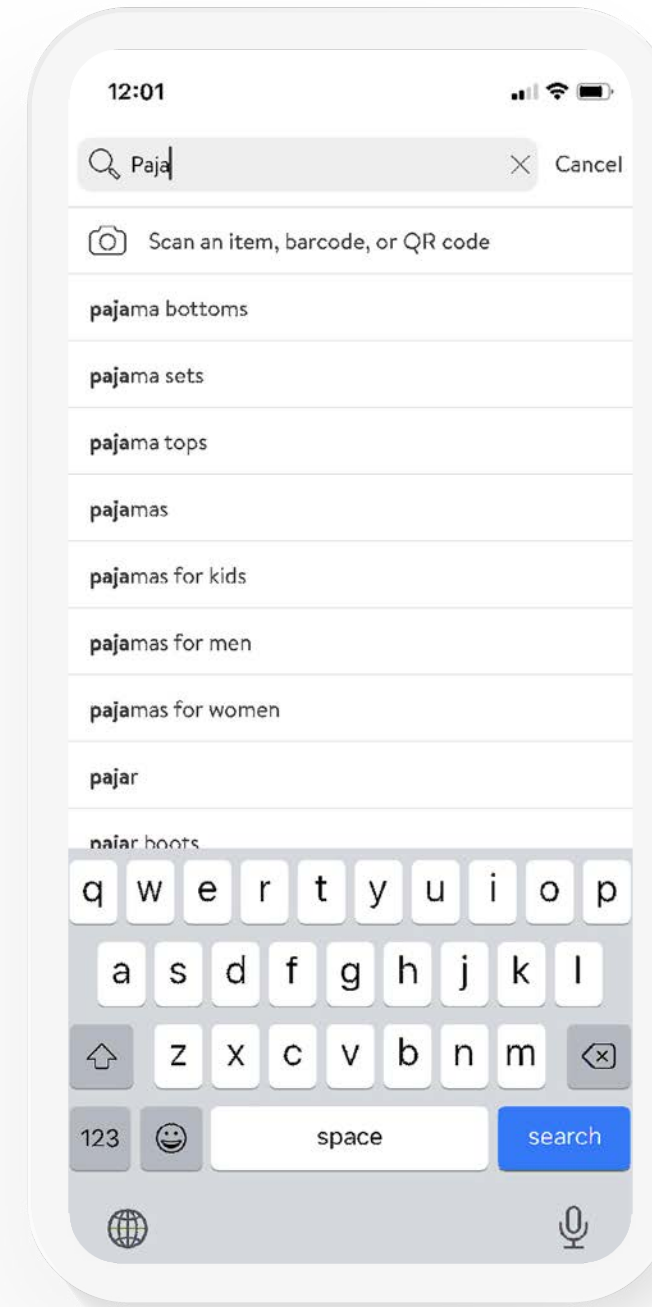 12:01
Paja Cancel
Scan an item, barcode, or QR code
pajama bottoms
pajama sets
pajama tops
pajamas
pajamas for kids
pajamas for men
pajamas for women
pajar
pajar boots
q w e r t y u i o p
a s d f g h j k l
z x c v b n m
123 space search